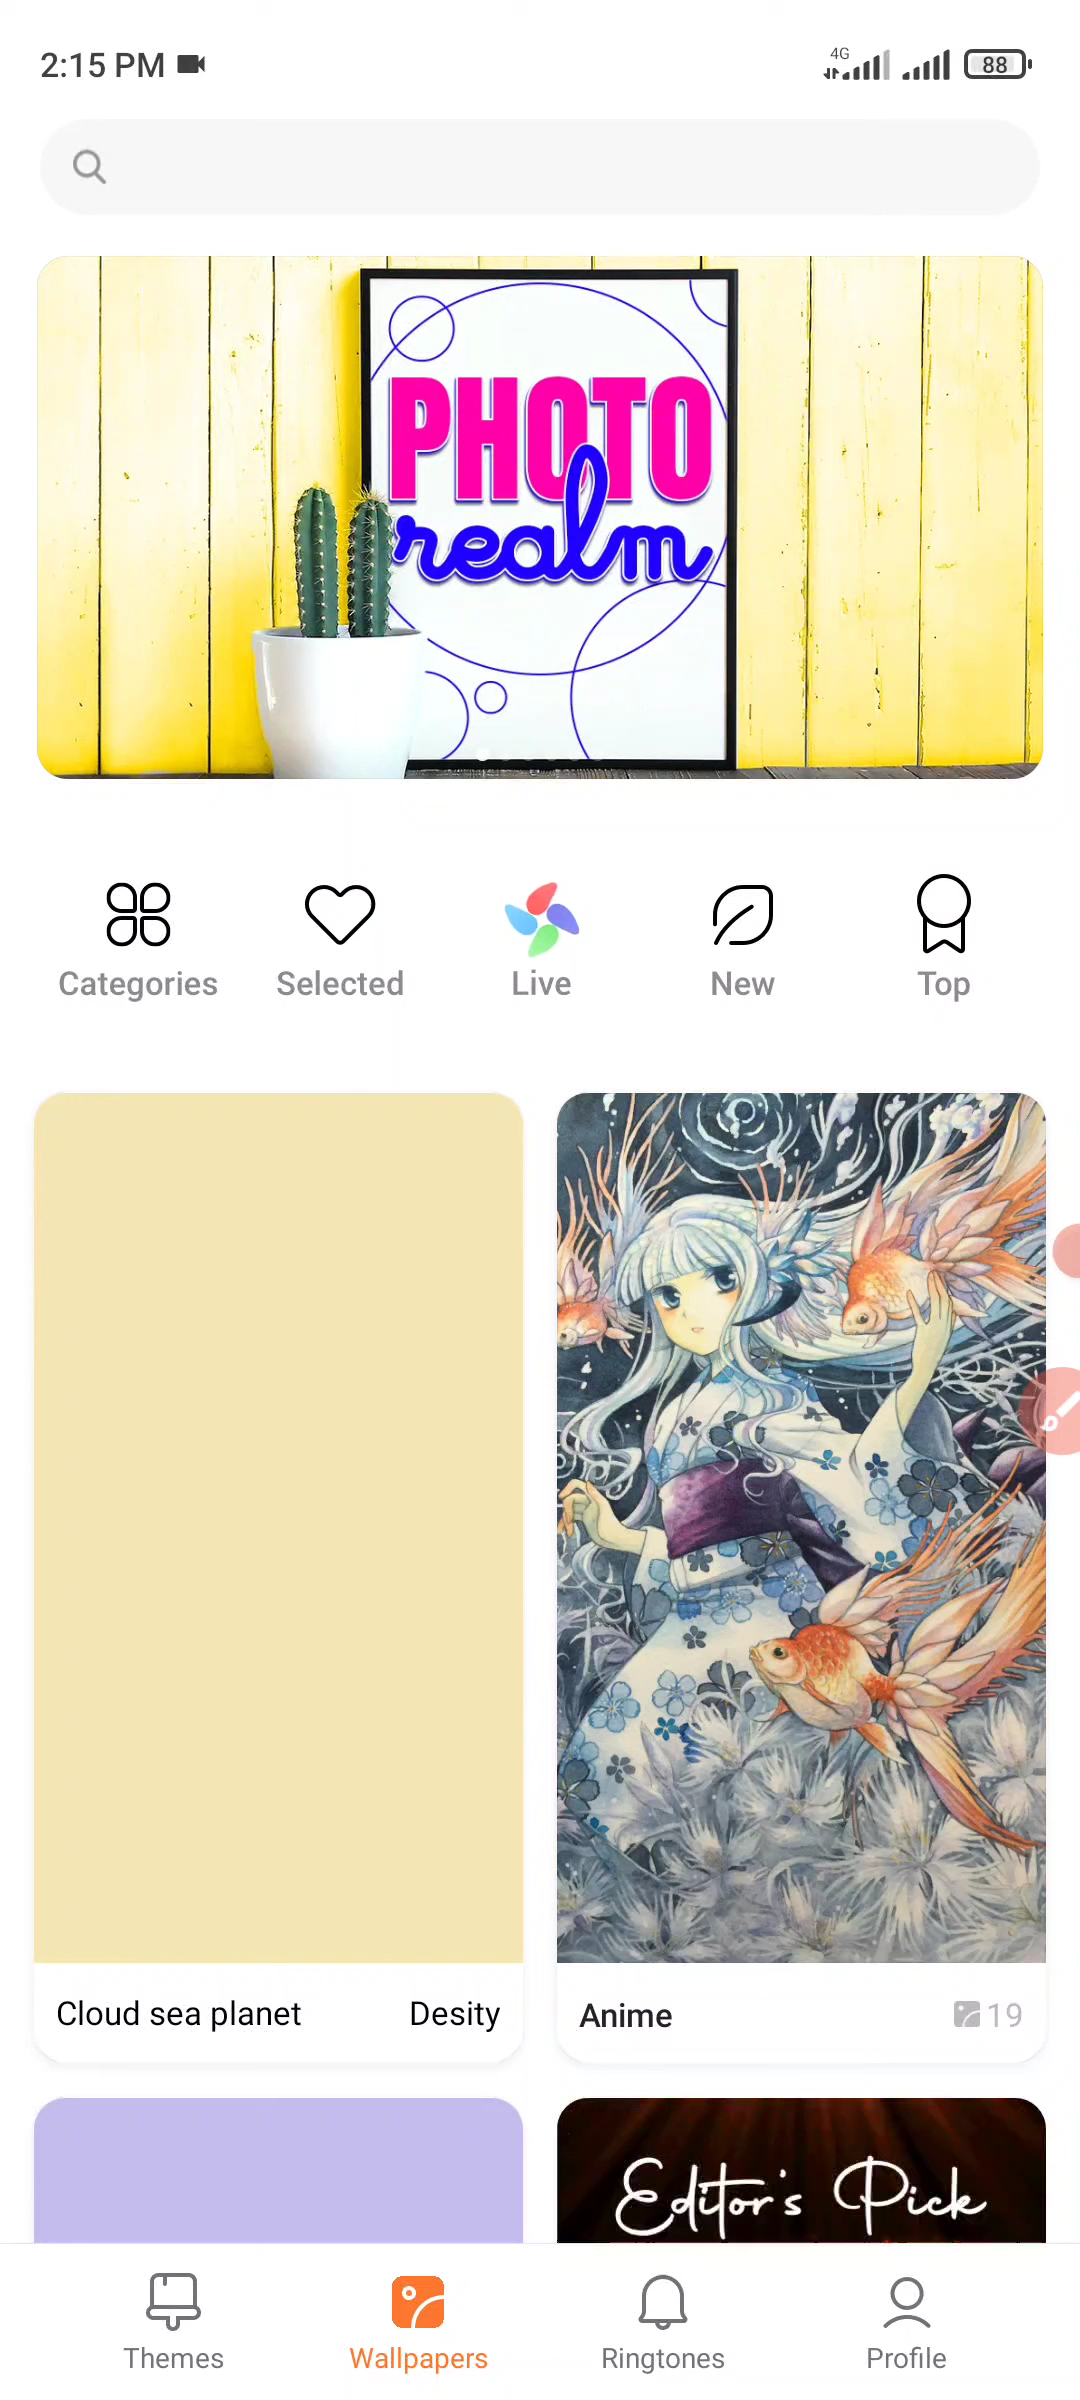 2:15 PM
4G
88
PHOTO
realm
Categories
Selected
Live
New
Top
Cloud sea planet
Desity
Anime
19
Editor's Pick
Themes
Wallpapers
Ringtones
Profile